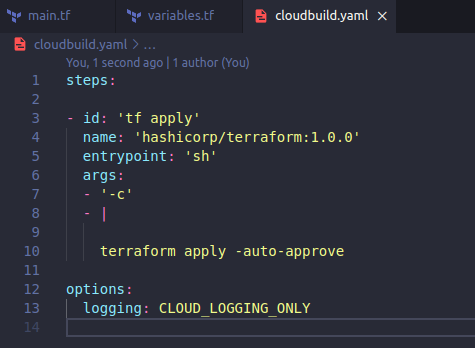 main.tf
variables.tf
cloudbuild.yaml
cloudbuild.yaml > ...
You, 1 second ago | 1 author (You)
1 steps:
2
3 - id: 'tf apply'
4 name: 'hashicorp/terraform:1.0.0'
5 entrypoint: 'sh'
6 args:
7 - '-c'
8 - |
9
10 terraform apply -auto-approve
11
12 options:
13 logging: CLOUD_LOGGING_ONLY
14